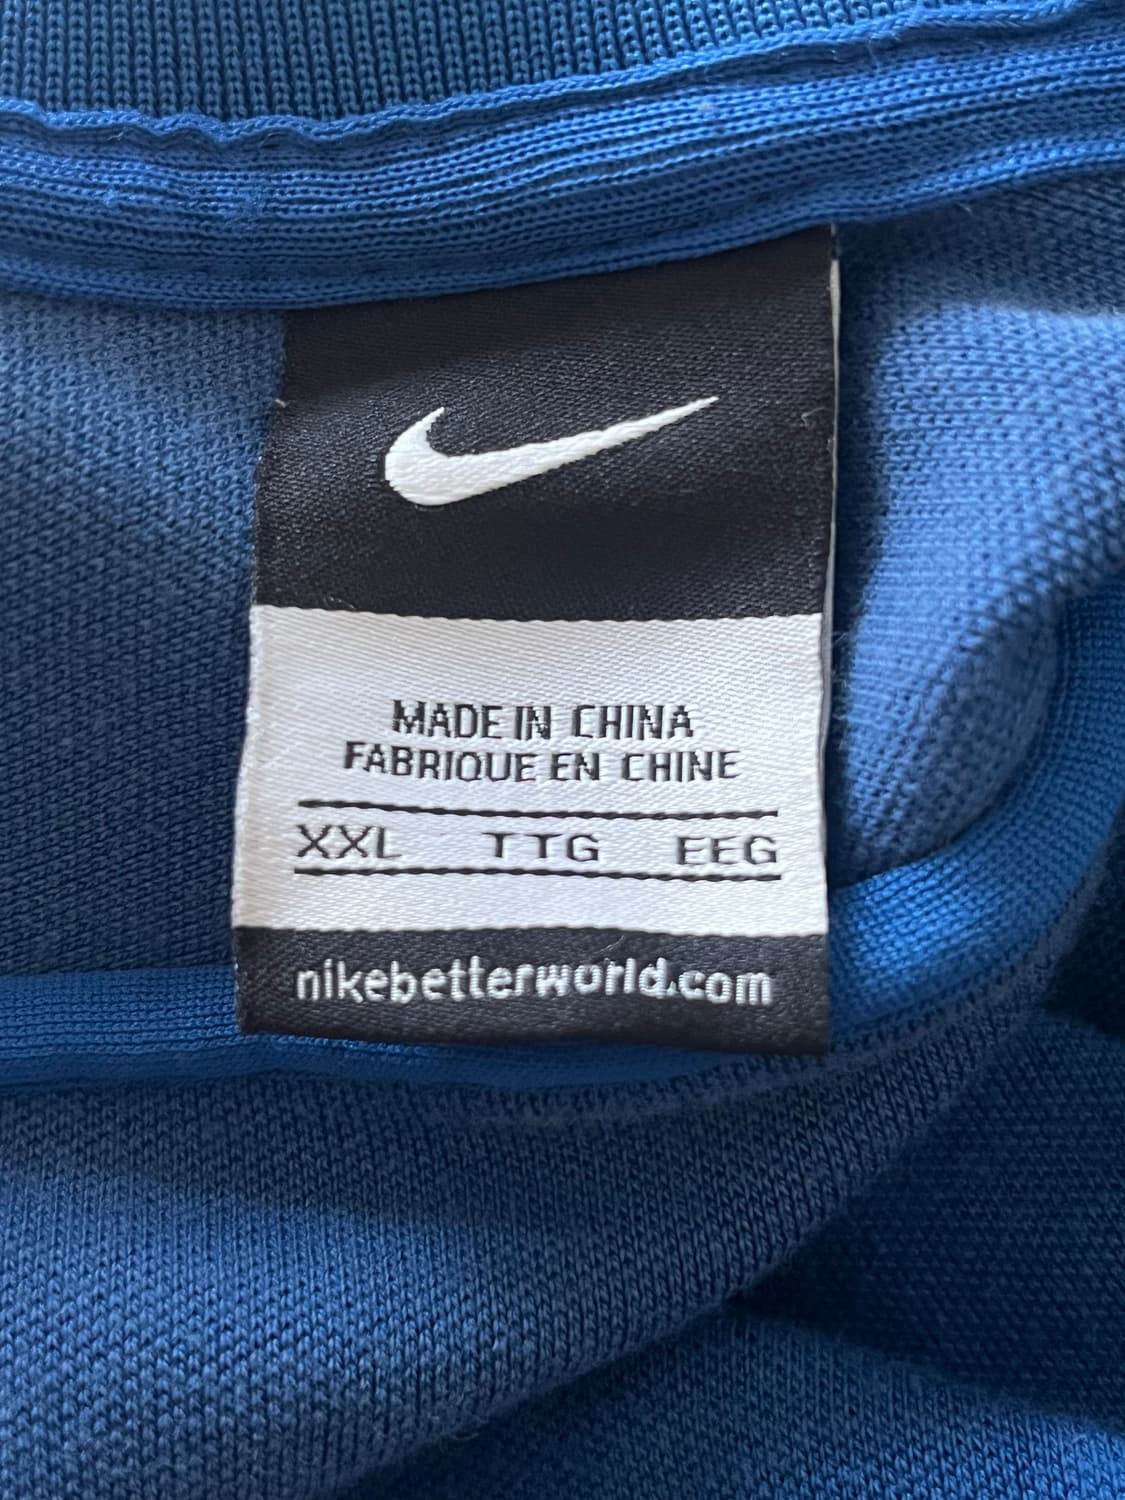 MADE IN CHINA
FABRIQUE EN CHINE
XXL TTG EEG
nikebetterworld.com